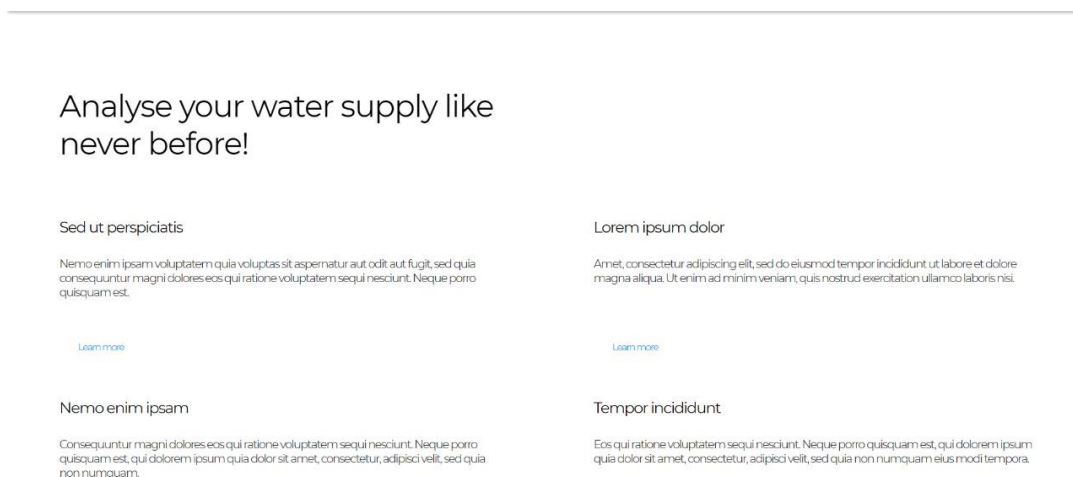 Analyse your water supply like
never before!
Sed ut perspiciatis
Nemo enim ipsam voluptatem quia voluptas sit aspernatur aut odit aut fugit, sed quia
consequuntur magni dolores eos qui ratione voluptatem sequi nesciunt. Neque porro
quisquam est.
Learn more
Lorem ipsum dolor
Amet, consectetur adipiscing elit, sed do eiusmod tempor incididunt ut labore et dolore
magna aliqua. Ut enim ad minim veniam, quis nostrud exercitation ullamco laboris nisi.
Learn more
Nemo enim ipsam
Consequuntur magni dolores eos qui ratione voluptatem sequi nesciunt. Neque porro
quisquam est, qui dolorem ipsum quia dolor sit amet, consectetur, adipisci velit, sed quia
non numquam.
Tempor incididunt
Eos qui ratione voluptatem sequi nesciunt. Neque porro quisquam est, qui dolorem ipsum
quia dolor sit amet, consectetur, adipisci velit, sed quia non numquam eius modi tempora.